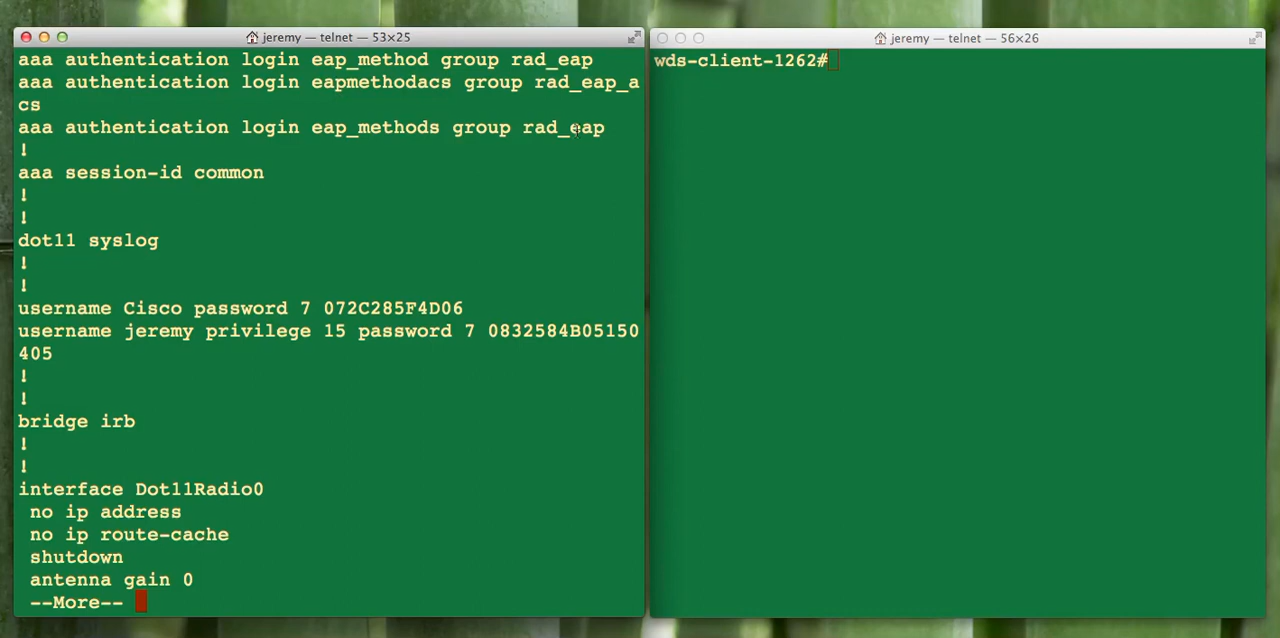 jeremy — telnet — 53×25
aaa authentication login eap_method group rad_eap
aaa authentication login eapmethodacs group rad_eap_a
cs
aaa authentication login eap_methods group rad_eap
!
aaa session-id common
!
!
dot11 syslog
!
!
username Cisco password 7 072C285F4D06
username jeremy privilege 15 password 7 0832584B05150
405
!
!
bridge irb
!
!
interface Dot11Radio0
no ip address
no ip route-cache
shutdown
antenna gain 0
--More--
jeremy — telnet — 56×26
wds-client-1262#